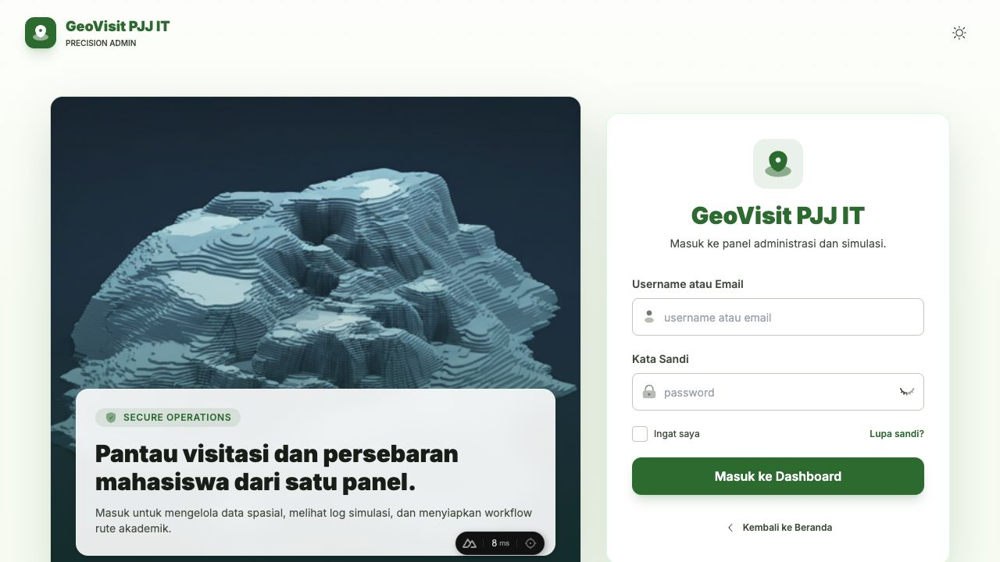 GeoVisit PJJ IT
PRECISION ADMIN
SECURE OPERATIONS
Pantau visitasi dan persebaran
mahasiswa dari satu panel.
Masuk untuk mengelola data spasial, melihat log simulasi, dan menyiapkan workflow
rute akademik.
8 ms
GeoVisit PJJ IT
Masuk ke panel administrasi dan simulasi.
Username atau Email
username atau email
Kata Sandi
password
Ingat saya
Lupa sandi?
Masuk ke Dashboard
Kembali ke Beranda